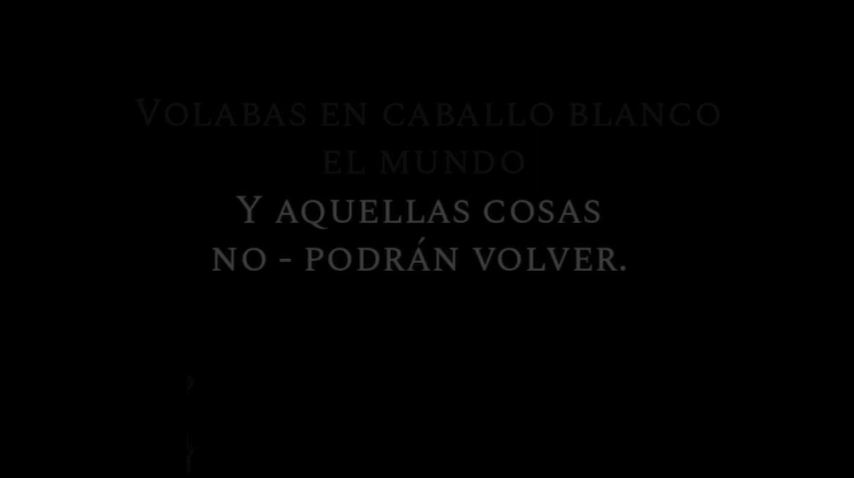 Volabas en caballo blanco
el mundo
Y aquellas cosas
no - podrán volver.